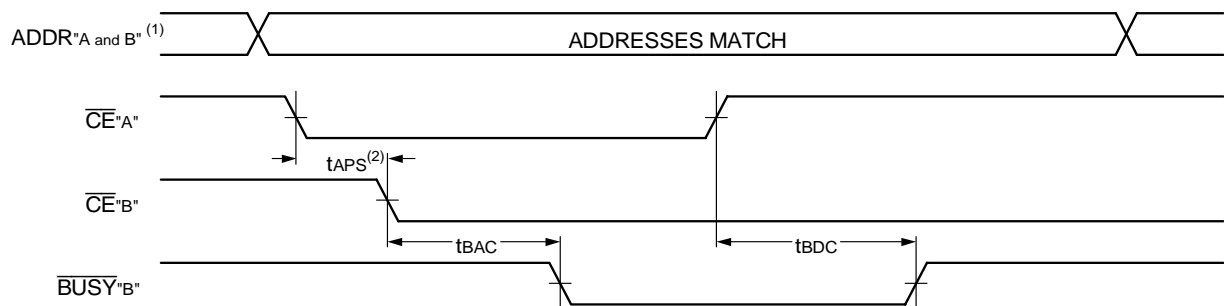 ADDR"A and B" (1)
ADDRESSES MATCH
CE"A"
tAPS(2)
CE"B"
tBAC
tBDC
BUSY"B"